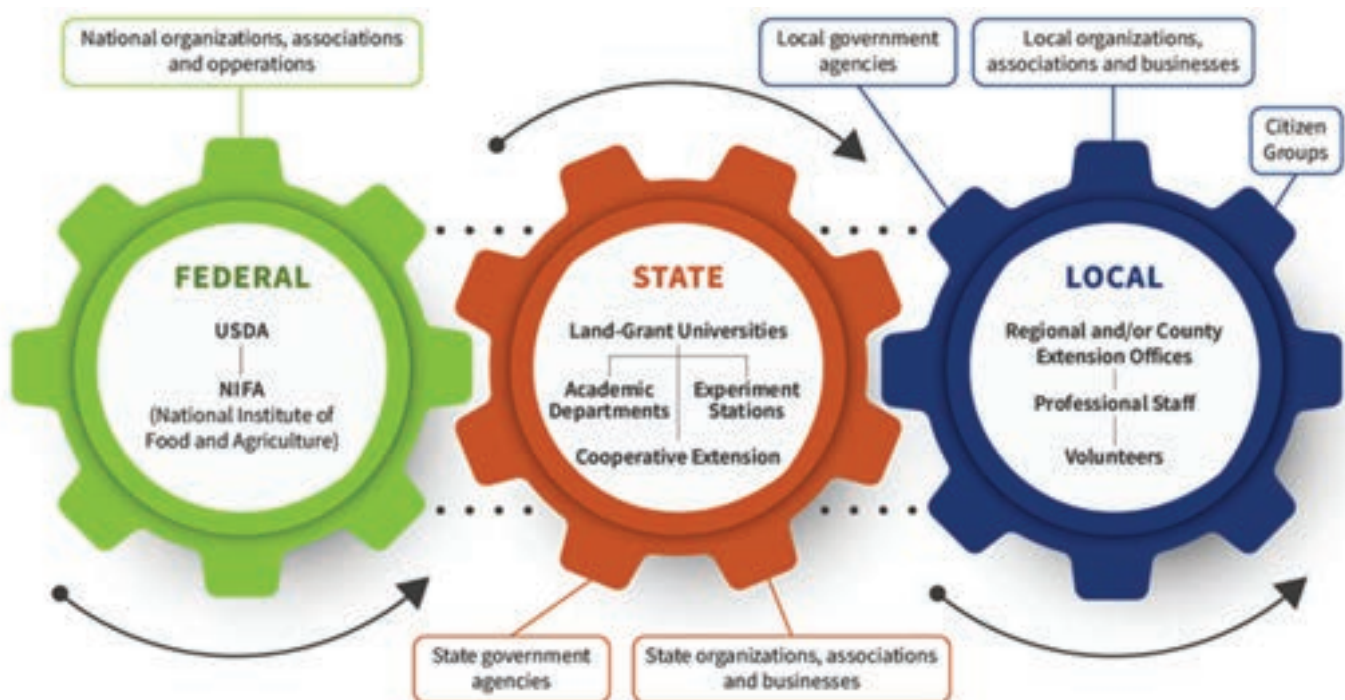 National organizations, associations
and opperations
FEDERAL
USDA
NIFA
(National Institute of
Food and Agriculture)
STATE
Land-Grant Universities
Academic
Departments
Experiment
Stations
Cooperative Extension
State government
agencies
State organizations, associations
and businesses
Local government
agencies
Local organizations,
associations and businesses
Citizen
Groups
LOCAL
Regional and/or County
Extension Offices
Professional Staff
Volunteers